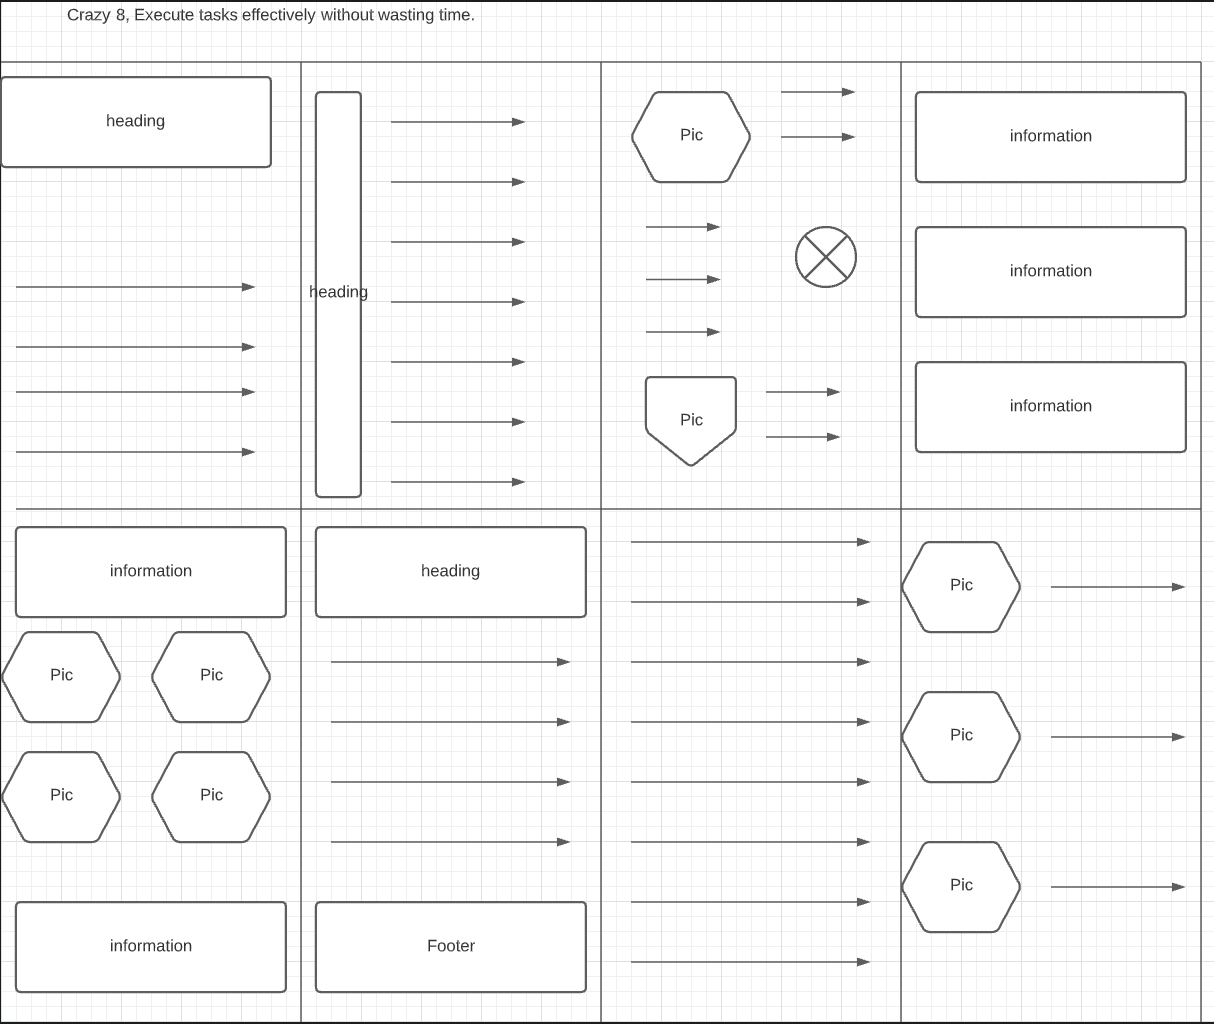 Crazy 8, Execute tasks effectively without wasting time.
heading
heading
Pic
Pic
information
information
information
information
Pic
Pic
Pic
Pic
information
heading
Footer
Pic
Pic
Pic